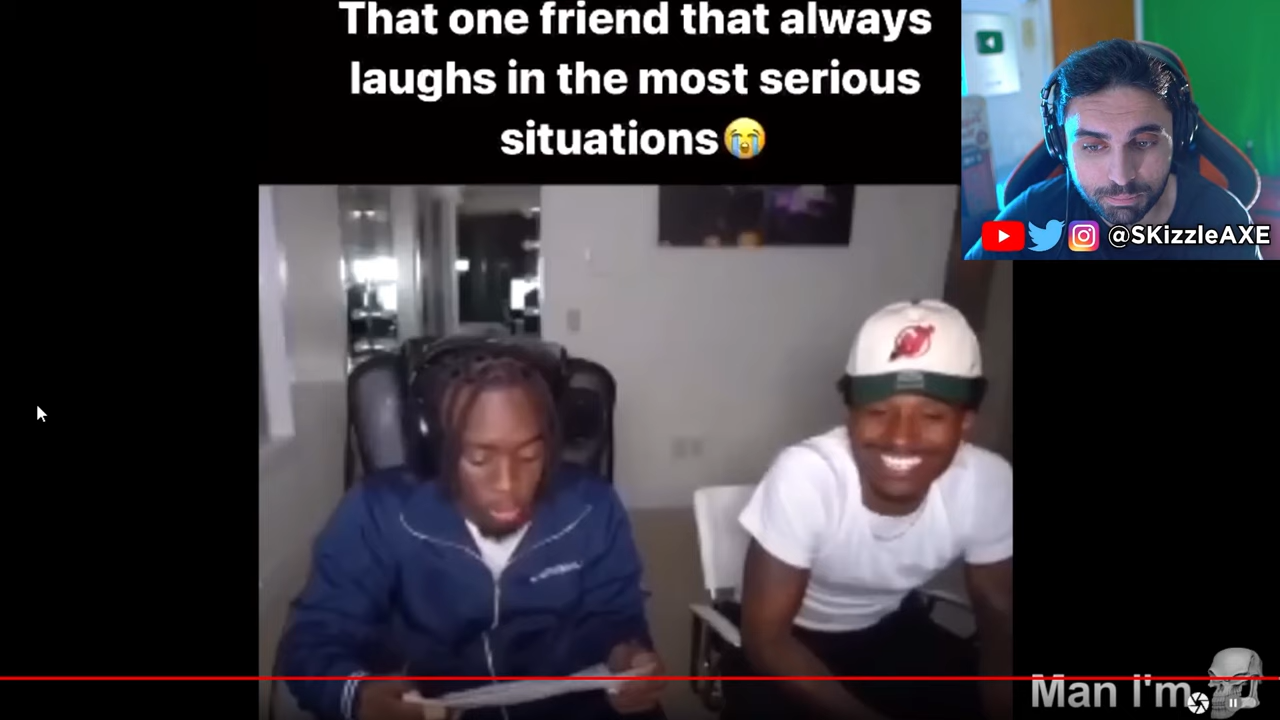 That one friend that always
laughs in the most serious
situations😭
@SKizzleAXE
Man I'm